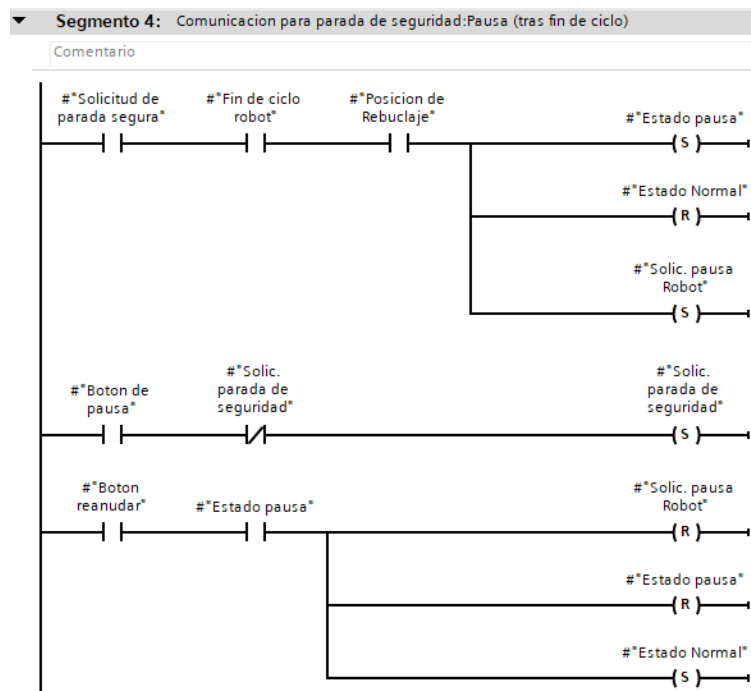 Segmento 4: Comunicacion para parada de seguridad:Pausa (tras fin de ciclo)
Comentario
#"Solicitud de
parada segura"
#"Fin de ciclo
robot"
#"Posicion de
Rebuclaje"
#"Estado pausa"
S
#"Estado Normal"
R
#"Solic. pausa
Robot"
S
#"Boton de
pausa"
#"Solic.
parada de
seguridad"
#"Solic.
parada de
seguridad"
S
#"Boton
reanudar"
#"Estado pausa"
#"Solic. pausa
Robot"
R
#"Estado pausa"
R
#"Estado Normal"
S